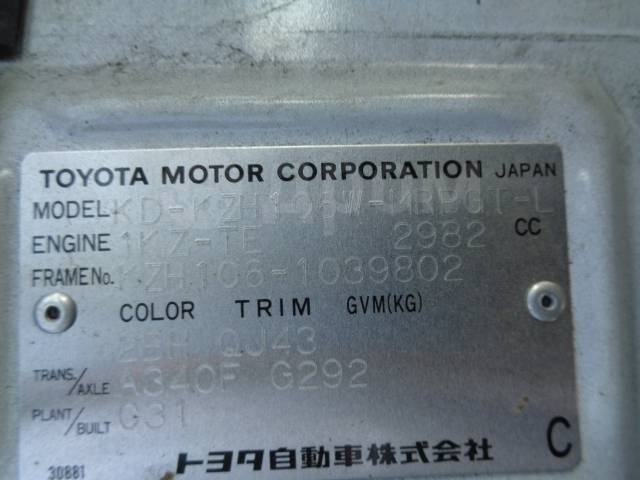 TOYOTA MOTOR CORPORATION JAPAN
MODEL KD-KZH106W-MRPGT-L
ENGINE 1KZ-TE 2982 CC
FRAME No. KZH106-1039802
COLOR TRIM GVM(KG)
QJ43
TRANS./AXLE A340F G292
PLANT/BUILT G31
30881 トヨタ自動車株式会社 C